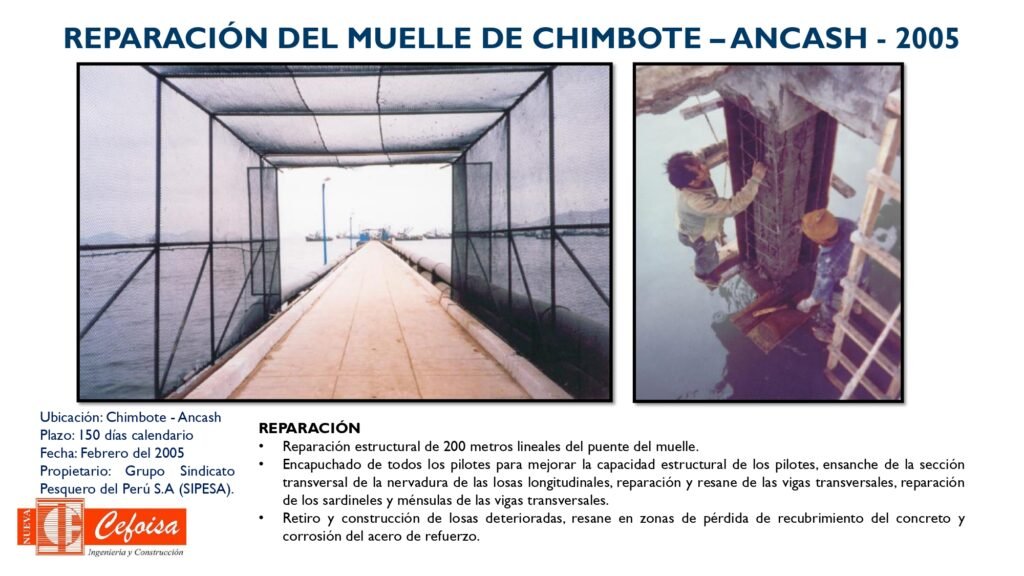 REPARACIÓN DEL MUELLE DE CHIMBOTE – ANCASH - 2005
Ubicación: Chimbote - Ancash
Plazo: 150 días calendario
Fecha: Febrero del 2005
Propietario: Grupo Sindicato
Pesquero del Perú S.A (SIPESA).
NUEVA
Cefoisa
Ingeniería y Construcción
REPARACIÓN
• Reparación estructural de 200 metros lineales del puente del muelle.
• Encapuchado de todos los pilotes para mejorar la capacidad estructural de los pilotes, ensanche de la sección
transversal de la nervadura de las losas longitudinales, reparación y resane de las vigas transversales, reparación
de los sardineles y ménsulas de las vigas transversales.
• Retiro y construcción de losas deterioradas, resane en zonas de pérdida de recubrimiento del concreto y
corrosión del acero de refuerzo.